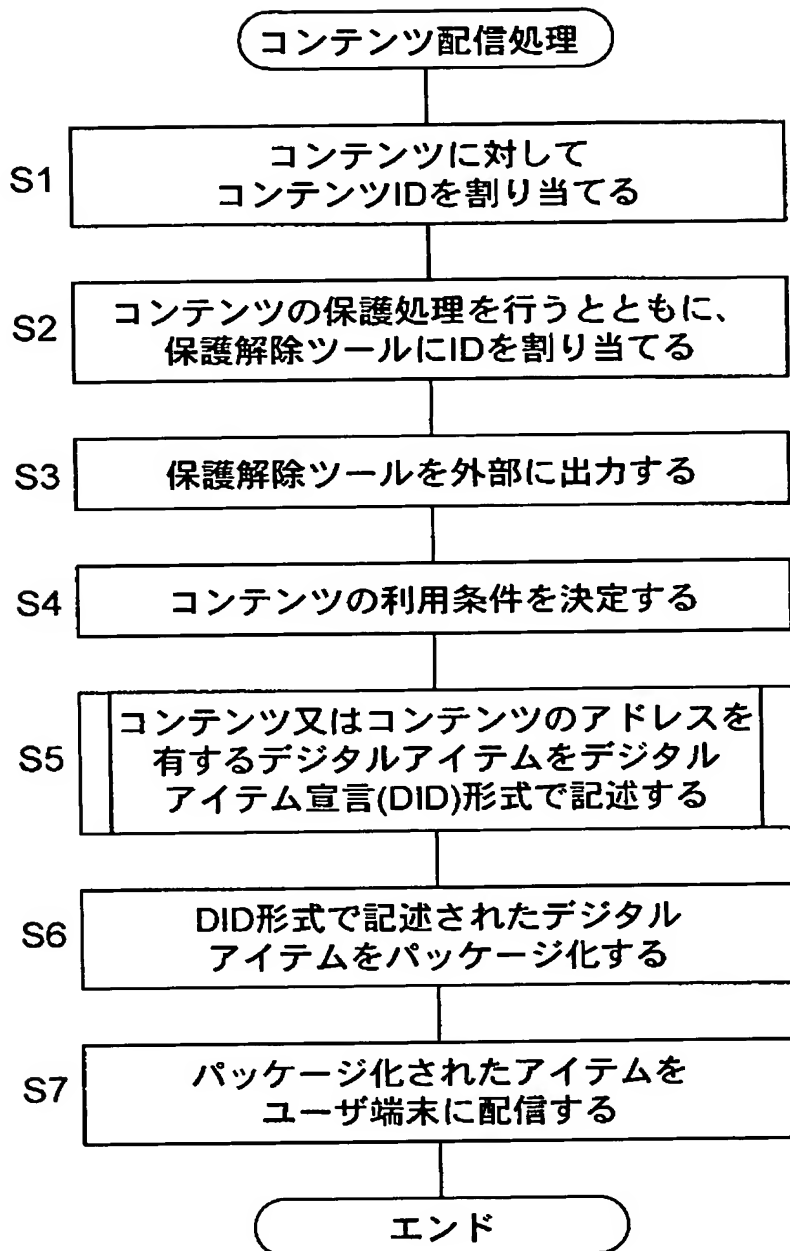 コンテンツ配信処理
S1
コンテンツに対して
コンテンツIDを割り当てる
S2
コンテンツの保護処理を行うとともに、
保護解除ツールにIDを割り当てる
S3
保護解除ツールを外部に出力する
S4
コンテンツの利用条件を決定する
S5
コンテンツ又はコンテンツのアドレスを
有するデジタルアイテムをデジタル
アイテム宣言(DID)形式で記述する
S6
DID形式で記述されたデジタル
アイテムをパッケージ化する
S7
パッケージ化されたアイテムを
ユーザ端末に配信する
エンド